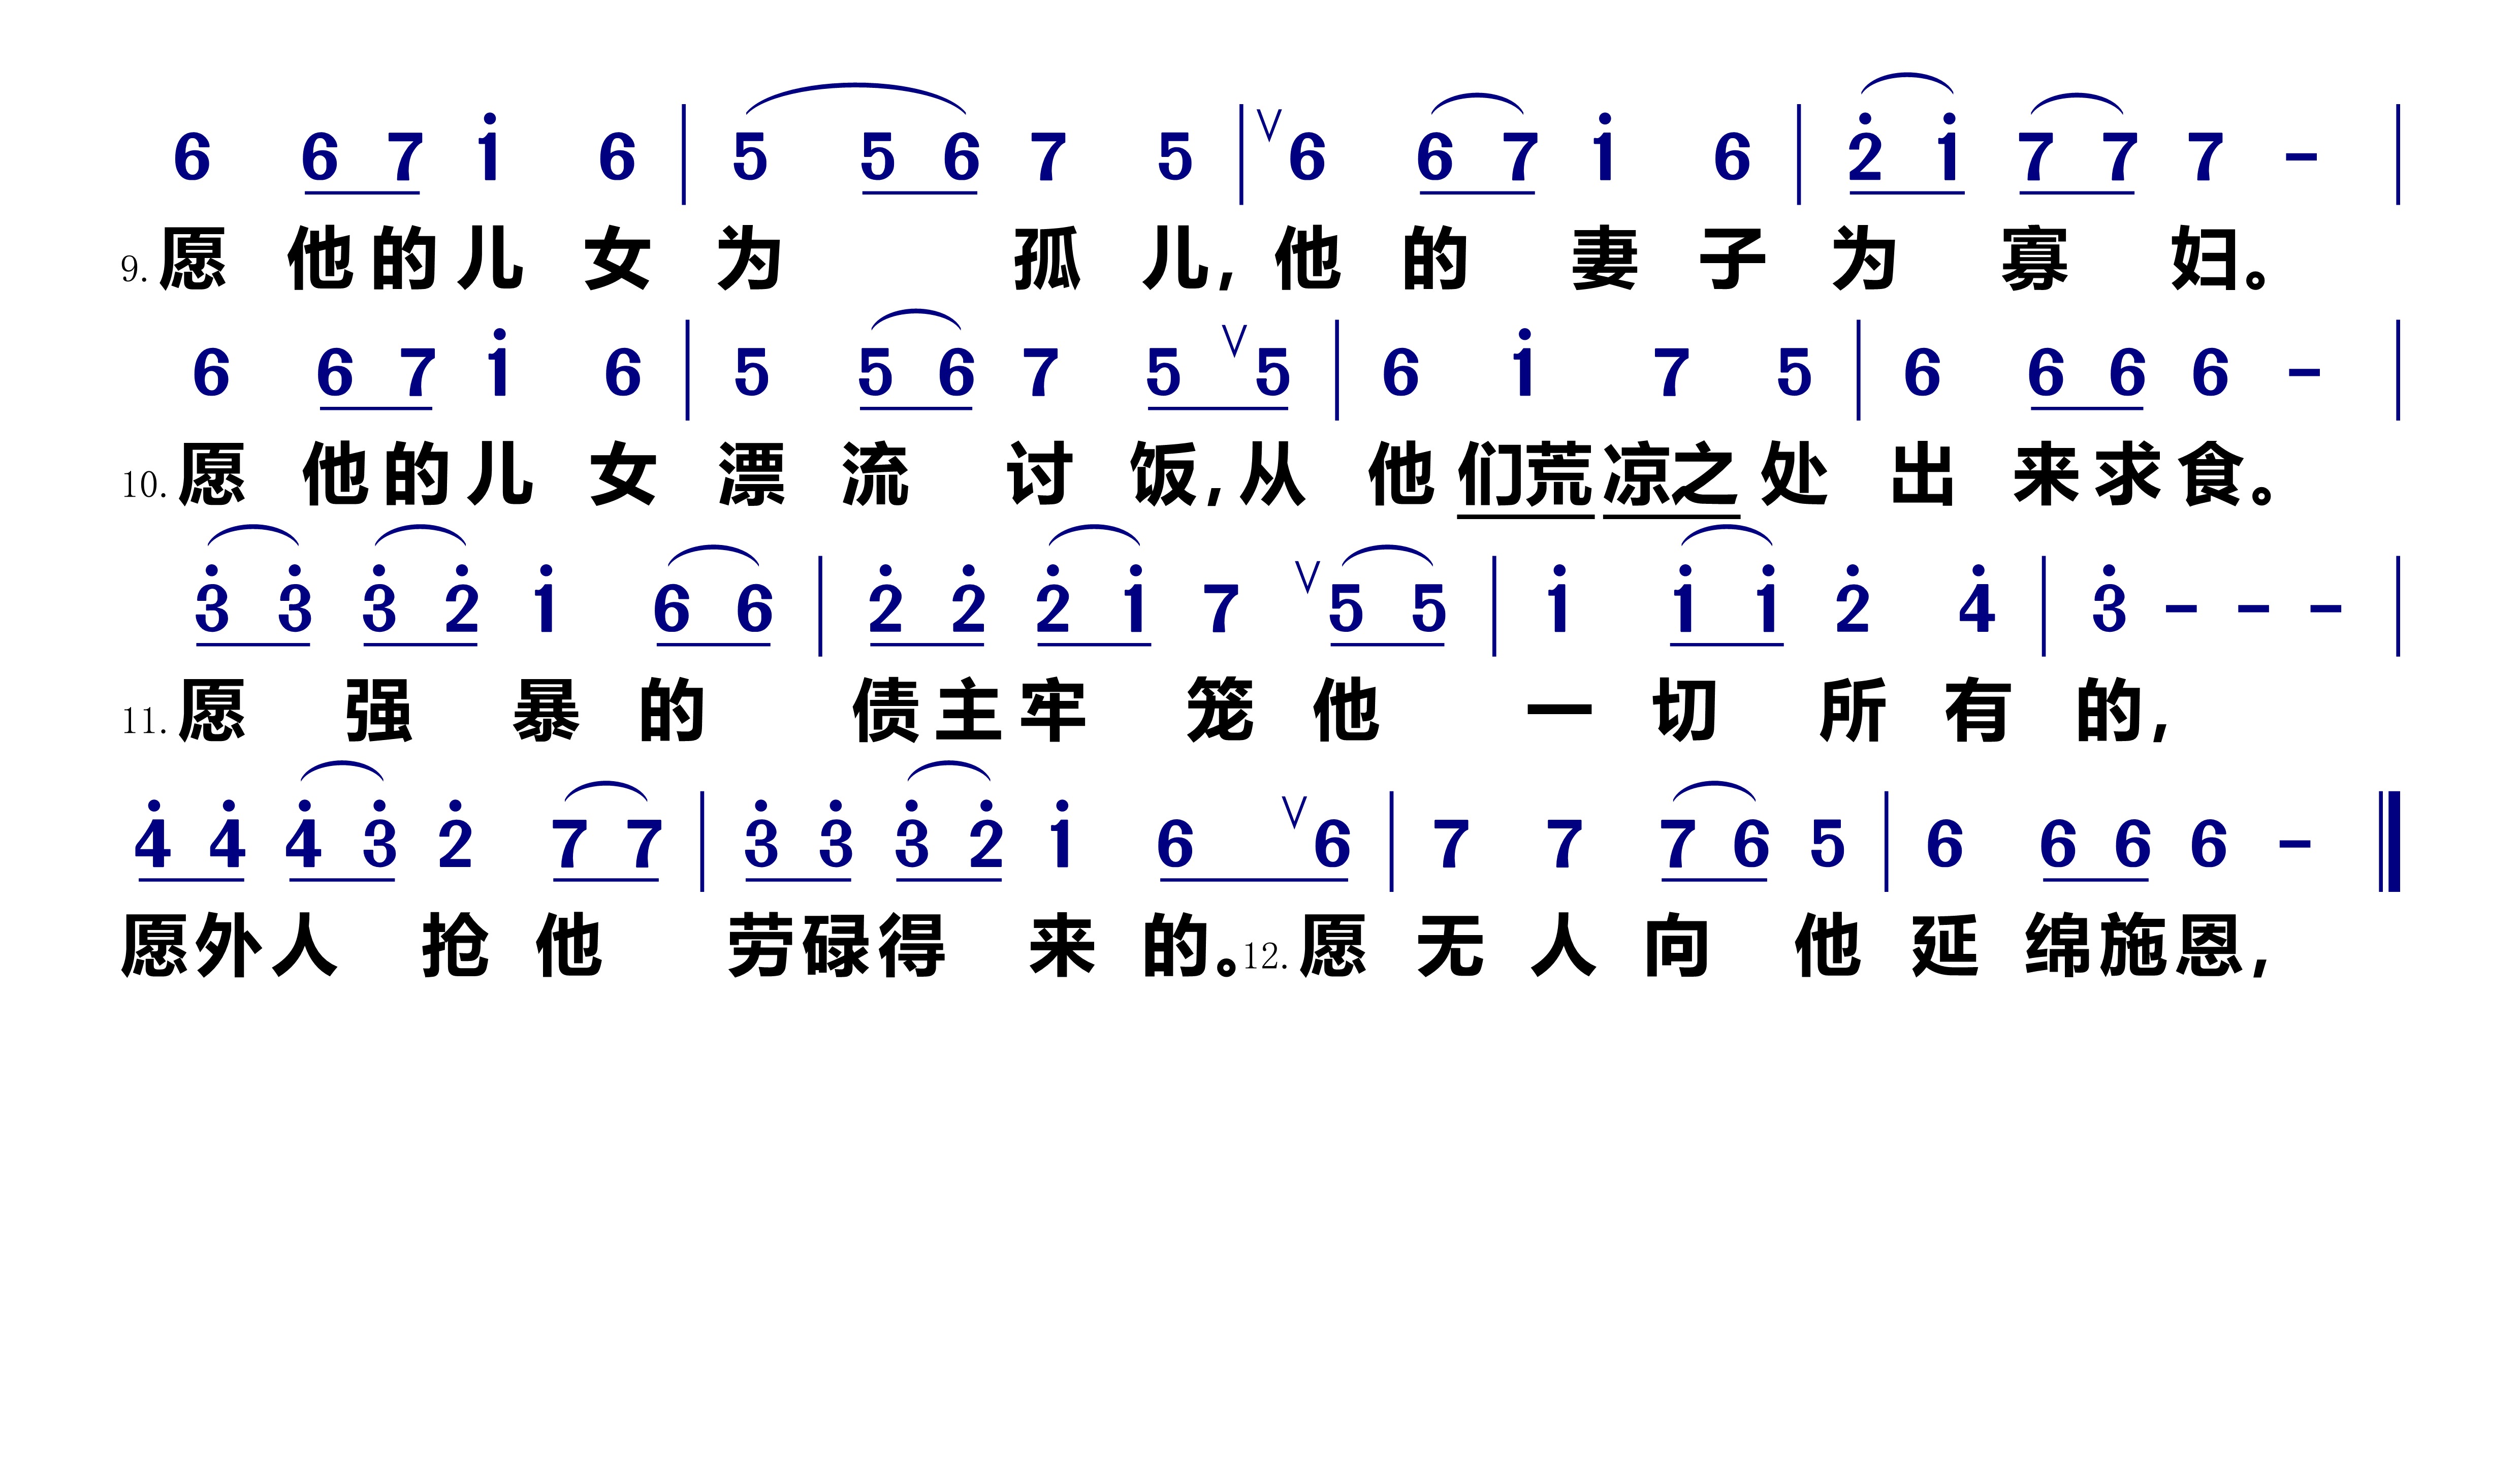 6 6 7 i 6 | 5 5 6 7 5 | ∨ 6 6 7 i 6 | 2̇ i 7 7 7 – |
9. 愿 他的儿 女 为 孤 儿, 他 的 妻 子 为 寡 妇。
6 6 7 i 6 | 5 5 6 7 5 ∨ 5 | 6 i 7 5 | 6 6 6 6 – |
10. 愿 他的儿 女 漂 流 讨 饭, 从 他 们荒 凉之 处 出 来求食。
3̇ 3̇ 3̇ 2̇ i 6 6 | 2̇ 2̇ 2̇ i 7 ∨ 5 5 | i i i 2̇ 4̇ | 3̇ – – – |
11. 愿 强 暴 的 债主牢 笼 他 一 切 所 有 的,
4̇ 4̇ 4̇ 3̇ 2̇ 7 7 | 3̇ 3̇ 3̇ 2̇ i 6 ∨ 6 | 7 7 7 6 5 | 6 6 6 6 – ‖
愿外人 抢 他 劳碌得 来 的。12. 愿 无 人 向 他 延 绵施恩,